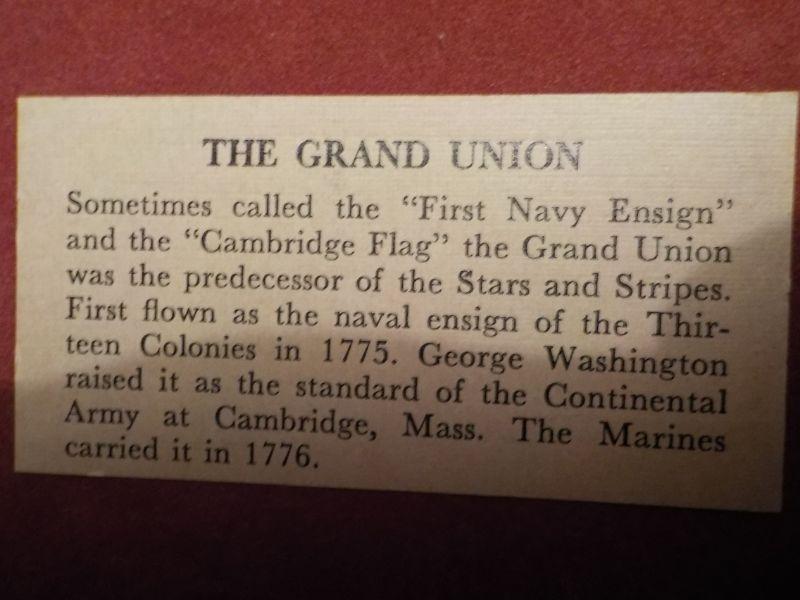 THE GRAND UNION
Sometimes called the “First Navy Ensign”
and the “Cambridge Flag” the Grand Union
was the predecessor of the Stars and Stripes.
First flown as the naval ensign of the Thir-
teen Colonies in 1775. George Washington
raised it as the standard of the Continental
Army at Cambridge, Mass. The Marines
carried it in 1776.